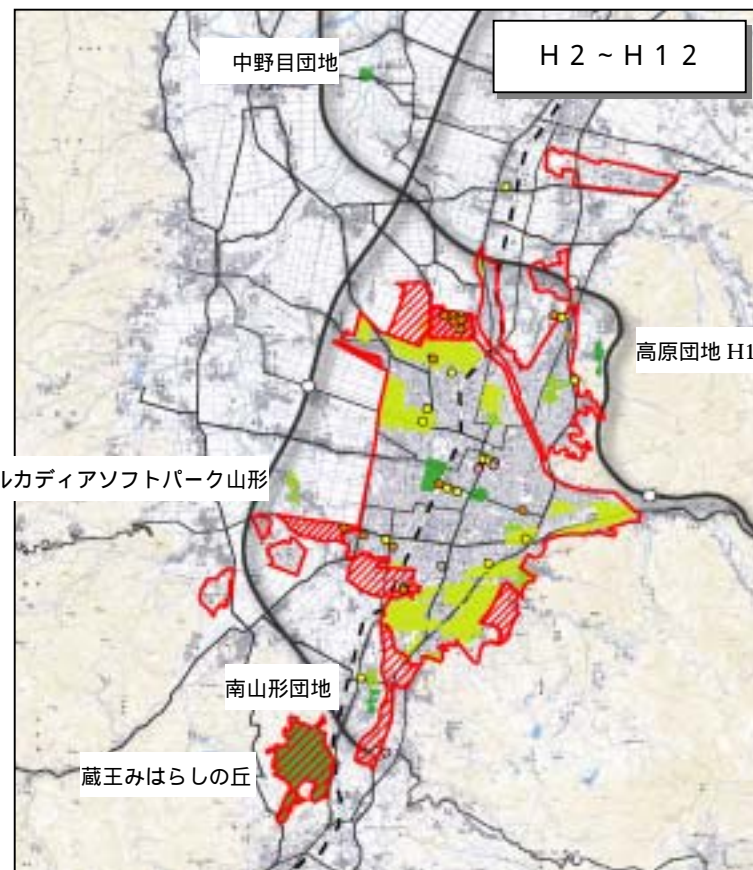 中野目団地
H2~H12
高原団地 H1
ルカディアソフトパーク山形
南山形団地
蔵王みはらしの丘